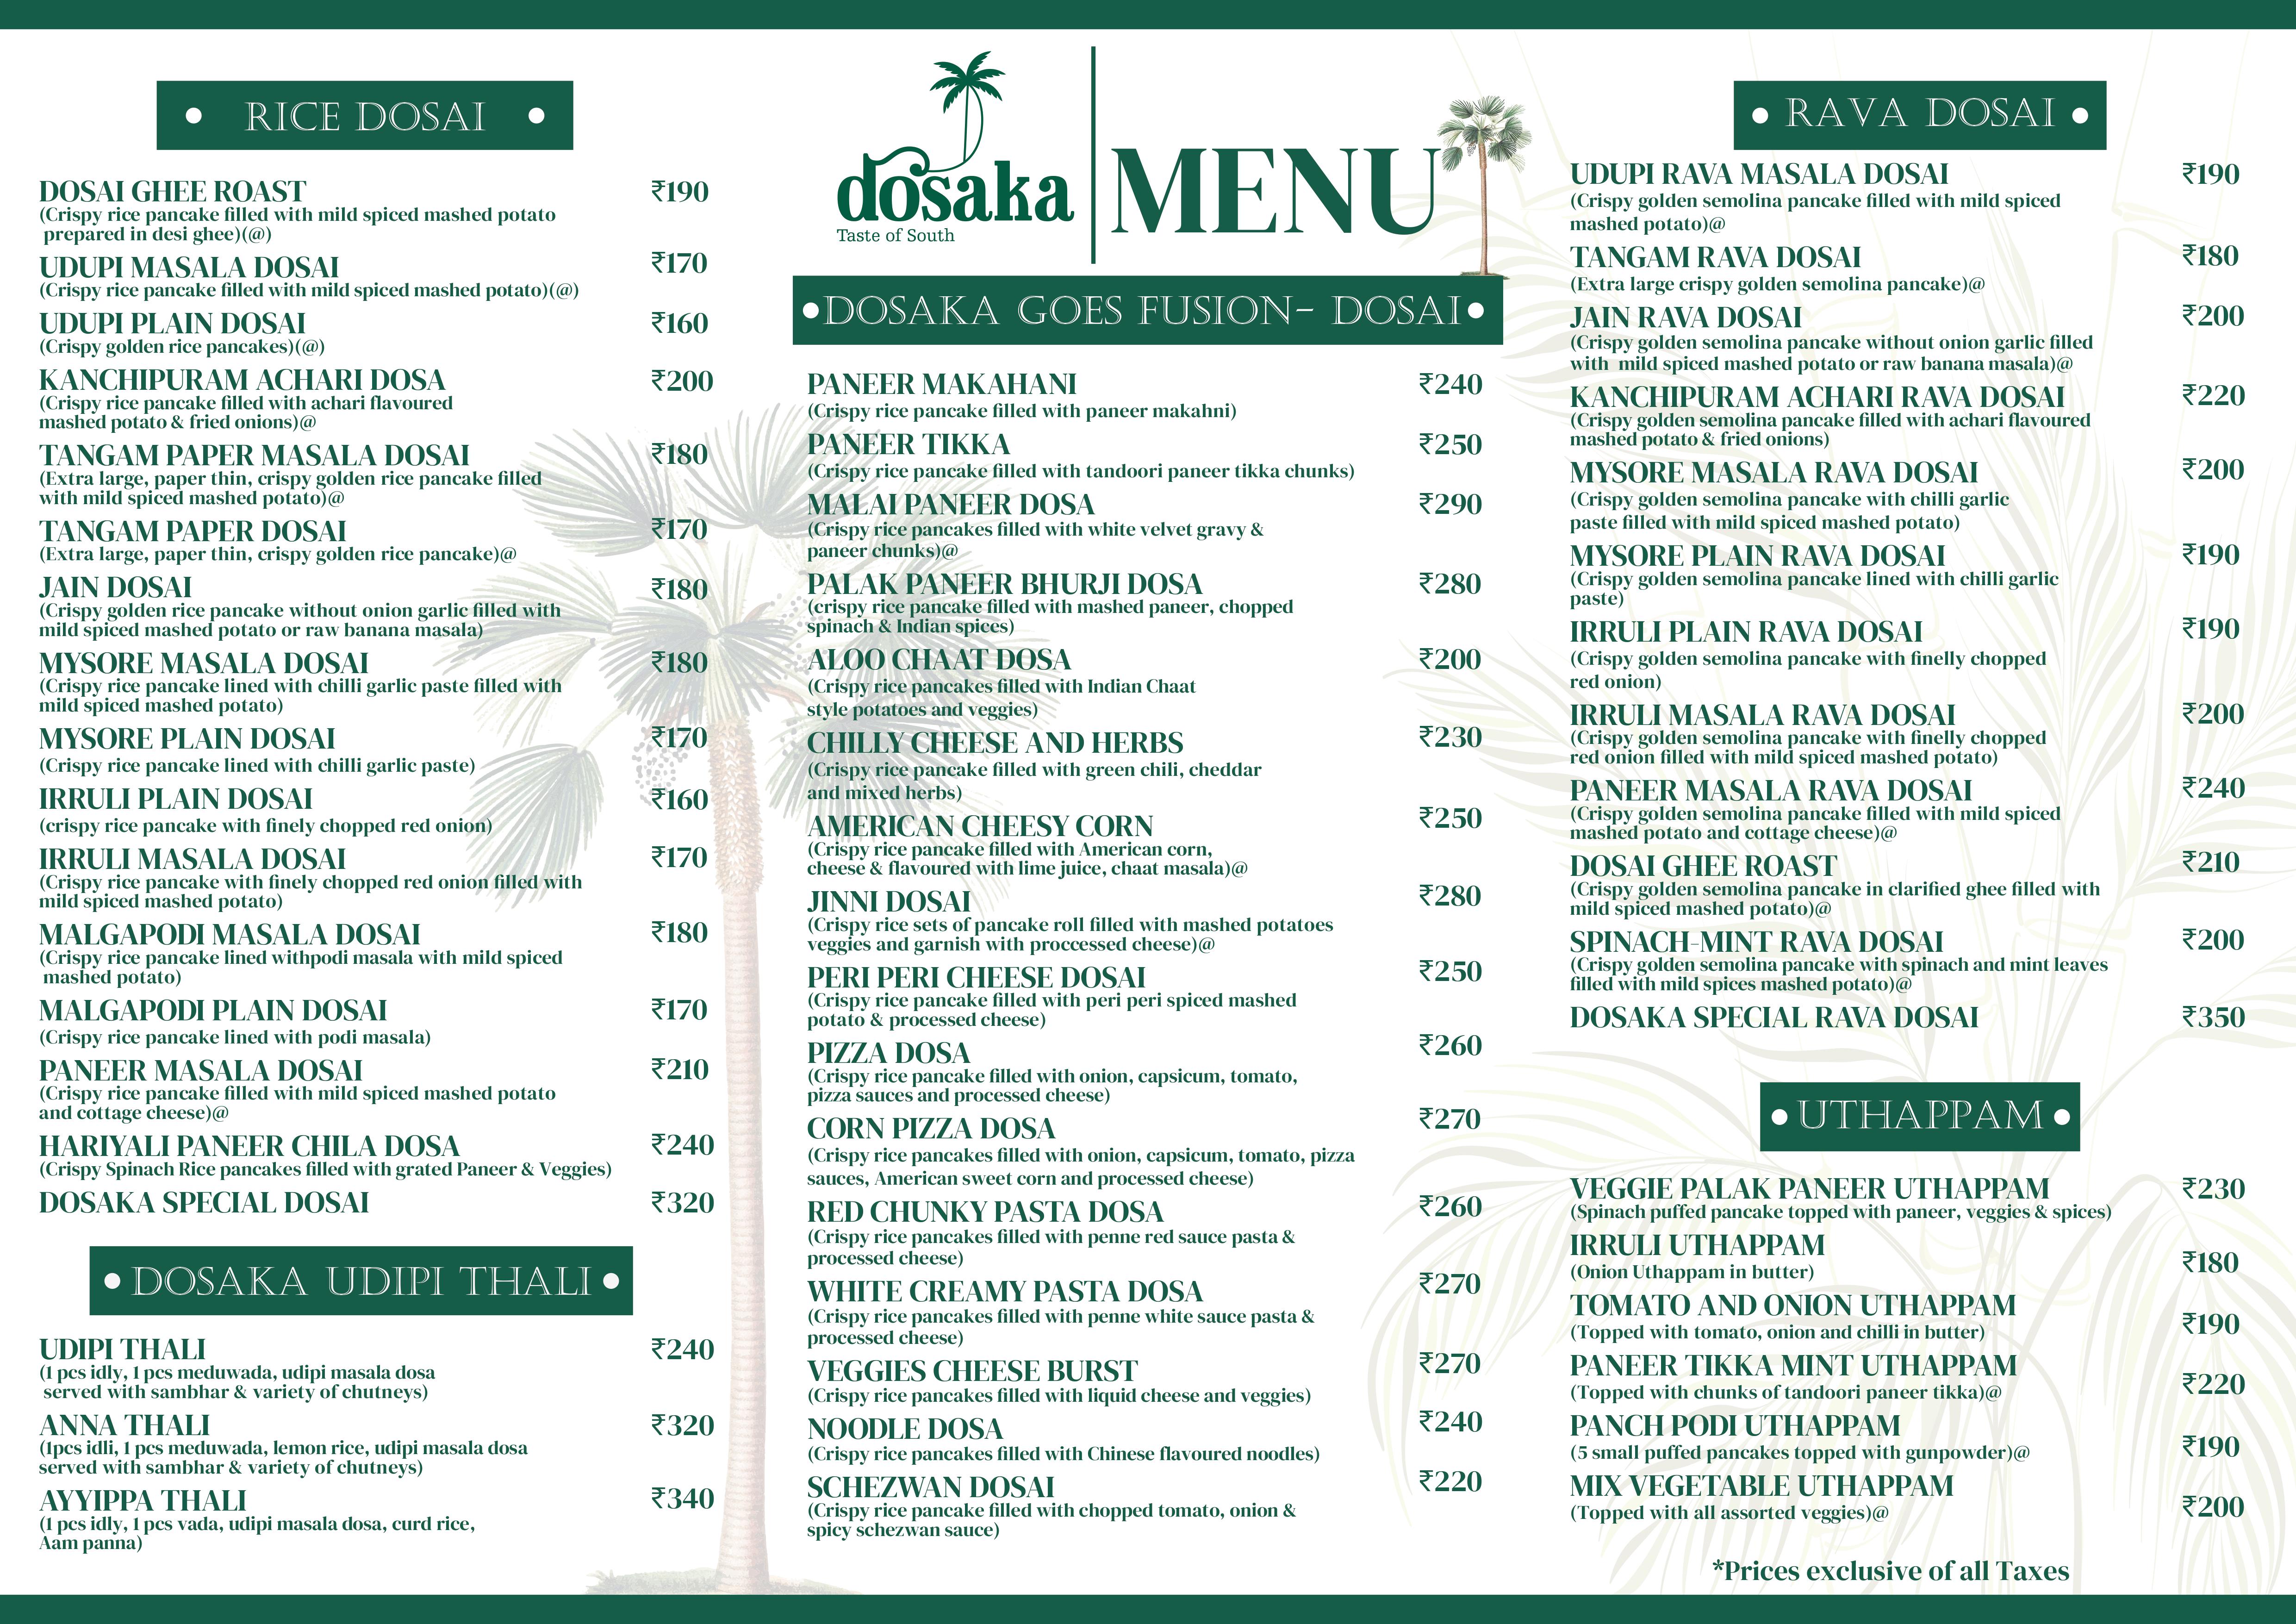 RICE DOSAI
DOSAI GHEE ROAST ₹190
(Crispy rice pancake filled with mild spiced mashed potato
prepared in desi ghee)(@)
UDUPI MASALA DOSAI ₹170
(Crispy rice pancake filled with mild spiced mashed potato)(@)
UDUPI PLAIN DOSAI ₹160
(Crispy golden rice pancakes)(@)
KANCHIPURAM ACHARI DOSA ₹200
(Crispy rice pancake filled with achari flavoured
mashed potato & fried onions)@
TANGAM PAPER MASALA DOSAI ₹180
(Extra large, paper thin, crispy golden rice pancake filled
with mild spiced mashed potato)@
TANGAM PAPER DOSAI ₹170
(Extra large, paper thin, crispy golden rice pancake)@
JAIN DOSAI ₹180
(Crispy golden rice pancake without onion garlic filled with
mild spiced mashed potato or raw banana masala)
MYSORE MASALA DOSAI ₹180
(Crispy rice pancake lined with chilli garlic paste filled with
mild spiced mashed potato)
MYSORE PLAIN DOSAI ₹170
(Crispy rice pancake lined with chilli garlic paste)
IRRULI PLAIN DOSAI ₹160
(crispy rice pancake with finely chopped red onion)
IRRULI MASALA DOSAI ₹170
(Crispy rice pancake with finely chopped red onion filled with
mild spiced mashed potato)
MALGAPODI MASALA DOSAI ₹180
(Crispy rice pancake lined withpodi masala with mild spiced
mashed potato)
MALGAPODI PLAIN DOSAI ₹170
(Crispy rice pancake lined with podi masala)
PANEER MASALA DOSAI ₹210
(Crispy rice pancake filled with mild spiced mashed potato
and cottage cheese)@
HARIYALI PANEER CHILA DOSA ₹240
(Crispy Spinach Rice pancakes filled with grated Paneer & Veggies)
DOSAKA SPECIAL DOSAI ₹320
DOSAKA UDIPI THALI
UDIPI THALI ₹240
(1 pcs idly, 1 pcs meduwada, udipi masala dosa
served with sambhar & variety of chutneys)
ANNA THALI ₹320
(1pcs idli, 1 pcs meduwada, lemon rice, udipi masala dosa
served with sambhar & variety of chutneys)
AYYIPPA THALI ₹340
(1 pcs idly, 1 pcs vada, udipi masala dosa, curd rice,
Aam panna)
dosaka
Taste of South
MENU
DOSAKA GOES FUSION- DOSAI
PANEER MAKAHANI ₹240
(Crispy rice pancake filled with paneer makahni)
PANEER TIKKA ₹250
(Crispy rice pancake filled with tandoori paneer tikka chunks)
MALAI PANEER DOSA ₹290
(Crispy rice pancakes filled with white velvet gravy &
paneer chunks)@
PALAK PANEER BHURJI DOSA ₹280
(crispy rice pancake filled with mashed paneer, chopped
spinach & Indian spices)
ALOO CHAAT DOSA ₹200
(Crispy rice pancakes filled with Indian Chaat
style potatoes and veggies)
CHILLY CHEESE AND HERBS ₹230
(Crispy rice pancake filled with green chili, cheddar
and mixed herbs)
AMERICAN CHEESY CORN ₹250
(Crispy rice pancake filled with American corn,
cheese & flavoured with lime juice, chaat masala)@
JINNI DOSAI ₹280
(Crispy rice sets of pancake roll filled with mashed potatoes
veggies and garnish with proccessed cheese)@
PERI PERI CHEESE DOSAI ₹250
(Crispy rice pancake filled with peri peri spiced mashed
potato & processed cheese)
PIZZA DOSA ₹260
(Crispy rice pancake filled with onion, capsicum, tomato,
pizza sauces and processed cheese)
CORN PIZZA DOSA ₹270
(Crispy rice pancakes filled with onion, capsicum, tomato, pizza
sauces, American sweet corn and processed cheese)
RED CHUNKY PASTA DOSA ₹260
(Crispy rice pancakes filled with penne red sauce pasta &
processed cheese)
WHITE CREAMY PASTA DOSA ₹270
(Crispy rice pancakes filled with penne white sauce pasta &
processed cheese)
VEGGIES CHEESE BURST ₹270
(Crispy rice pancakes filled with liquid cheese and veggies)
NOODLE DOSA ₹240
(Crispy rice pancakes filled with Chinese flavoured noodles)
SCHEZWAN DOSAI ₹220
(Crispy rice pancake filled with chopped tomato, onion &
spicy schezwan sauce)
RAVA DOSAI
UDUPI RAVA MASALA DOSAI ₹190
(Crispy golden semolina pancake filled with mild spiced
mashed potato)@
TANGAM RAVA DOSAI ₹180
(Extra large crispy golden semolina pancake)@
JAIN RAVA DOSAI ₹200
(Crispy golden semolina pancake without onion garlic filled
with mild spiced mashed potato or raw banana masala)@
KANCHIPURAM ACHARI RAVA DOSAI ₹220
(Crispy golden semolina pancake filled with achari flavoured
mashed potato & fried onions)
MYSORE MASALA RAVA DOSAI ₹200
(Crispy golden semolina pancake with chilli garlic
paste filled with mild spiced mashed potato)
MYSORE PLAIN RAVA DOSAI ₹190
(Crispy golden semolina pancake lined with chilli garlic
paste)
IRRULI PLAIN RAVA DOSAI ₹190
(Crispy golden semolina pancake with finelly chopped
red onion)
IRRULI MASALA RAVA DOSAI ₹200
(Crispy golden semolina pancake with finelly chopped
red onion filled with mild spiced mashed potato)
PANEER MASALA RAVA DOSAI ₹240
(Crispy golden semolina pancake filled with mild spiced
mashed potato and cottage cheese)@
DOSAI GHEE ROAST ₹210
(Crispy golden semolina pancake in clarified ghee filled with
mild spiced mashed potato)@
SPINACH-MINT RAVA DOSAI ₹200
(Crispy golden semolina pancake with spinach and mint leaves
filled with mild spices mashed potato)@
DOSAKA SPECIAL RAVA DOSAI ₹350
UTHAPPAM
VEGGIE PALAK PANEER UTHAPPAM ₹230
(Spinach puffed pancake topped with paneer, veggies & spices)
IRRULI UTHAPPAM ₹180
(Onion Uthappam in butter)
TOMATO AND ONION UTHAPPAM ₹190
(Topped with tomato, onion and chilli in butter)
PANEER TIKKA MINT UTHAPPAM ₹220
(Topped with chunks of tandoori paneer tikka)@
PANCH PODI UTHAPPAM ₹190
(5 small puffed pancakes topped with gunpowder)@
MIX VEGETABLE UTHAPPAM ₹200
(Topped with all assorted veggies)@
*Prices exclusive of all Taxes